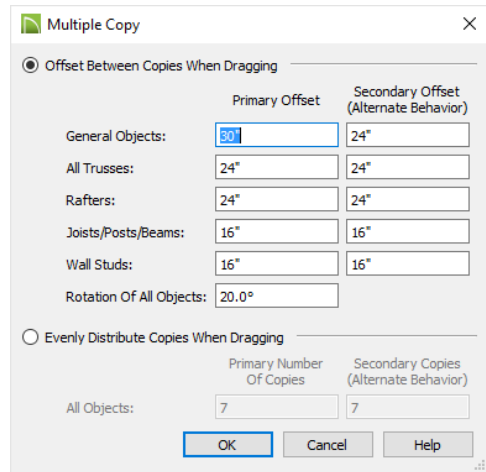 Multiple Copy
Offset Between Copies When Dragging
Primary Offset
Secondary Offset
(Alternate Behavior)
General Objects: 30" 24"
All Trusses: 24" 24"
Rafters: 24" 24"
Joists/Posts/Beams: 16" 16"
Wall Studs: 16" 16"
Rotation Of All Objects: 20.0°
Evenly Distribute Copies When Dragging
Primary Number
Of Copies
Secondary Copies
(Alternate Behavior)
All Objects: 7 7
OK Cancel Help